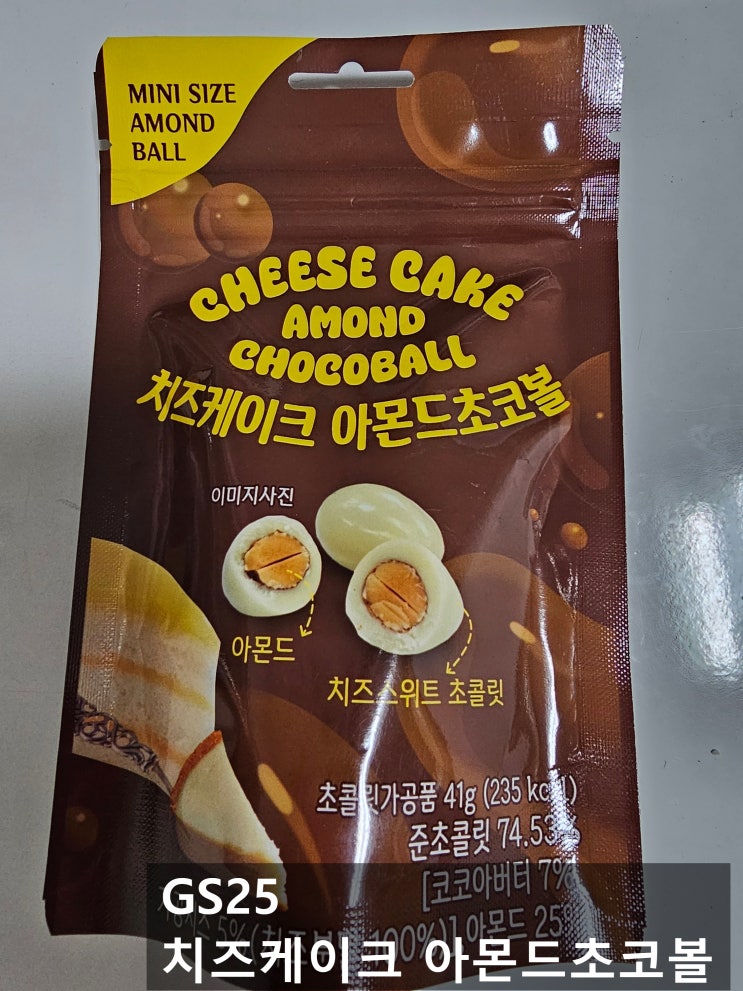 MINI SIZE
AMOND
BALL
CHEESE CAKE
AMOND
CHOCOBALL
치즈케이크 아몬드초코볼
이미지사진
아몬드
치즈스위트 초콜릿
초콜릿가공품 41g (235 kcal)
준초콜릿 74.53%
[코코아버터 7%
5% 100%)] 아몬드 25%
GS25
치즈케이크 아몬드초코볼